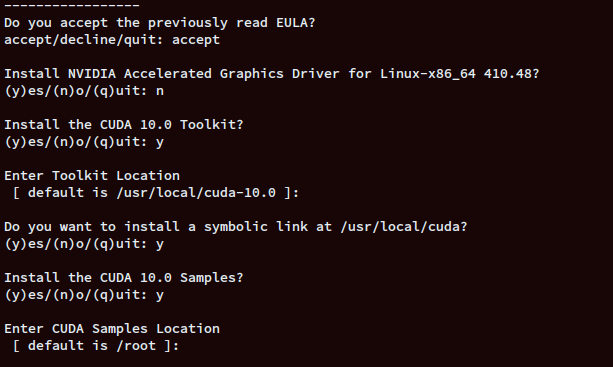 -----------------
Do you accept the previously read EULA?
accept/decline/quit: accept
Install NVIDIA Accelerated Graphics Driver for Linux-x86_64 410.48?
(y)es/(n)o/(q)uit: n
Install the CUDA 10.0 Toolkit?
(y)es/(n)o/(q)uit: y
Enter Toolkit Location
 [ default is /usr/local/cuda-10.0 ]:
Do you want to install a symbolic link at /usr/local/cuda?
(y)es/(n)o/(q)uit: y
Install the CUDA 10.0 Samples?
(y)es/(n)o/(q)uit: y
Enter CUDA Samples Location
 [ default is /root ]: